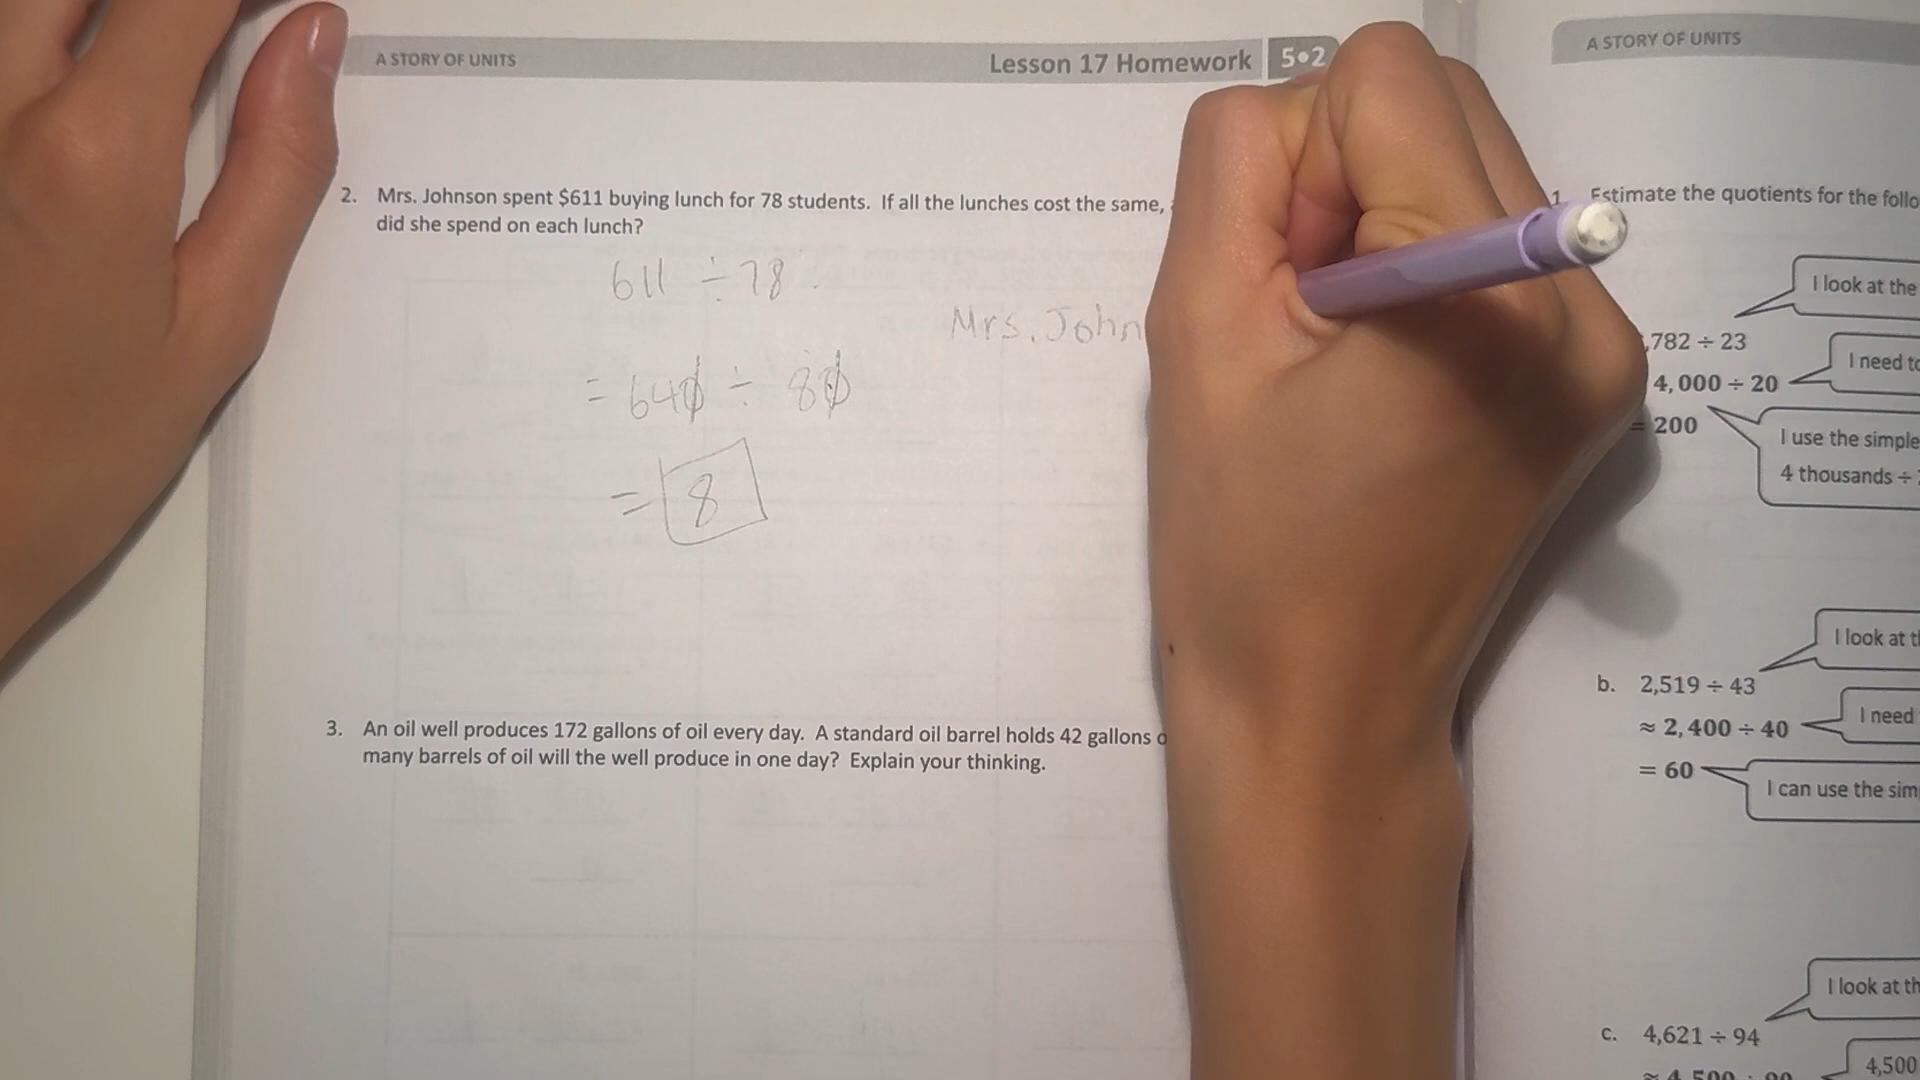 A STORY OF UNITS
Lesson 17 Homework 5•2
2. Mrs. Johnson spent $611 buying lunch for 78 students. If all the lunches cost the same,
did she spend on each lunch?
611 ÷ 78
= 640 ÷ 80
= 8
Mrs. John
3. An oil well produces 172 gallons of oil every day. A standard oil barrel holds 42 gallons
many barrels of oil will the well produce in one day? Explain your thinking.
A STORY OF UNITS
1. Estimate the quotients for the follo
I look at the
,782 ÷ 23
I need to
4,000 ÷ 20
= 200
I use the simple
4 thousands ÷
I look at t
b. 2,519 ÷ 43
I need
≈ 2,400 ÷ 40
= 60
I can use the sim
I look at th
c. 4,621 ÷ 94
4,500
≈ 4,500 ÷ 90